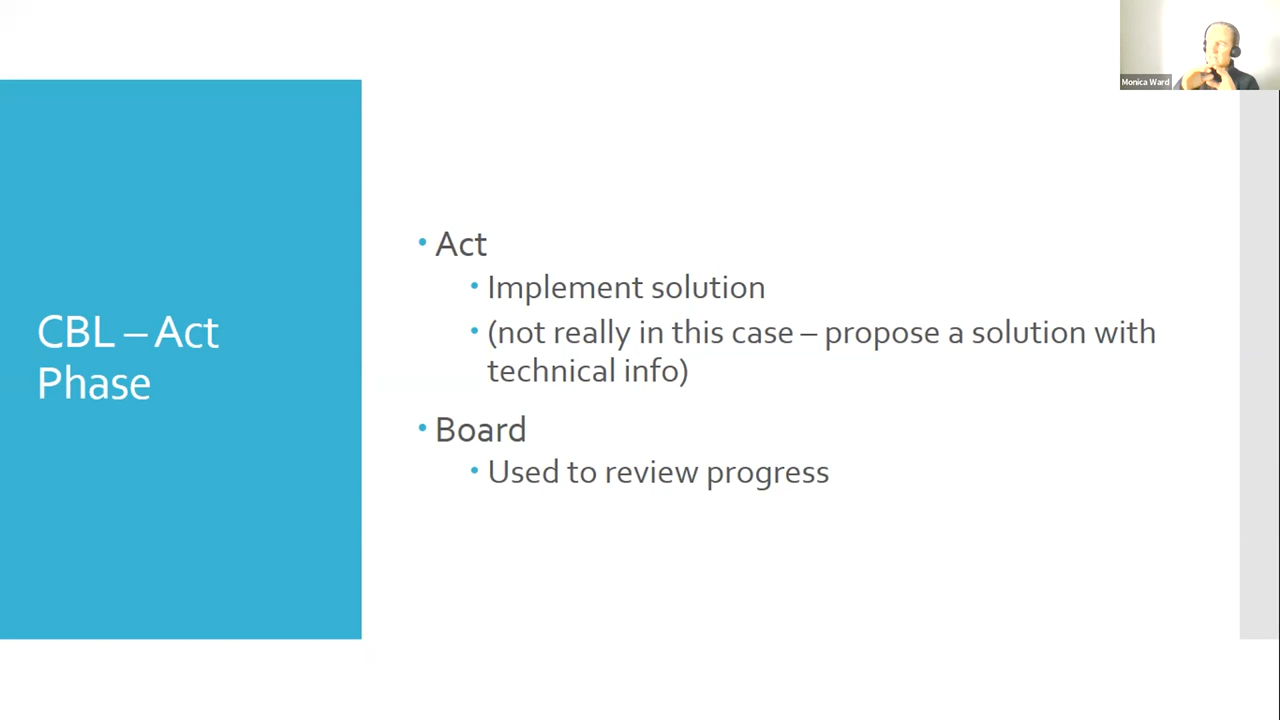 Monica Ward
CBL – Act
Phase
• Act
• Implement solution
• (not really in this case – propose a solution with
technical info)
• Board
• Used to review progress